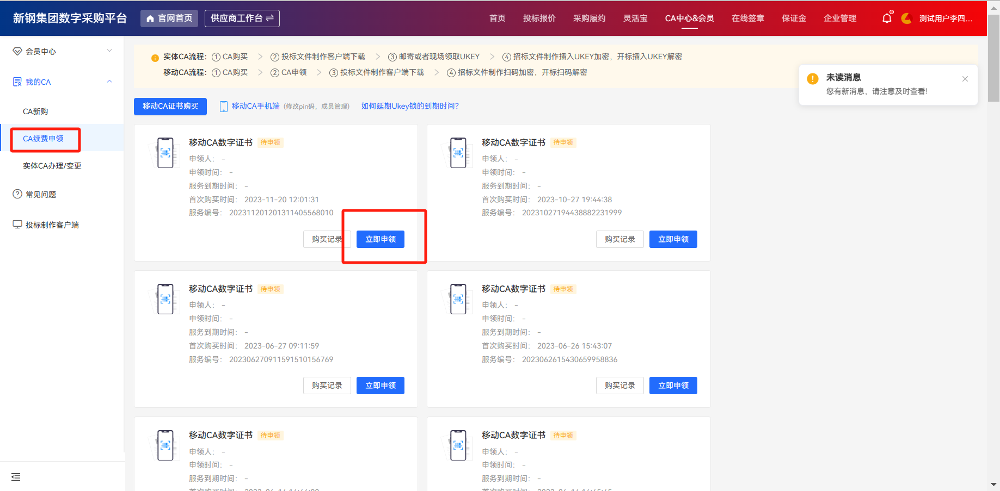 新钢集团数字采购平台 官网首页 供应商工作台 首页 投标报价 采购履约 灵活宝 CA中心&会员 在线签章 保证金 企业管理 测试用户李四...
会员中心
我的CA
CA新购
CA续费申领
实体CA办理/变更
常见问题
投标制作客户端
实体CA流程： ①CA购买 > ②投标文件制作客户端下载 > ③邮寄或者现场领取UKEY > ④招标文件制作插入UKEY加密，开标插入UKEY解密
移动CA流程： ①CA购买 > ②CA申领 > ③投标文件制作客户端下载 > ④招标文件制作扫码加密，开标扫码解密
未读消息
您有新消息，请注意及时查看!
移动CA证书购买 移动CA手机端（修改pin码，成员管理） 如何延期Ukey锁的到期时间?
移动CA数字证书 待申领
申领人： -
申领时间： -
服务到期时间： -
首次购买时间： 2023-11-20 12:01:31
服务编号： 202311201201311405568010
购买记录 立即申领
移动CA数字证书 待申领
申领人： -
申领时间： -
服务到期时间： -
首次购买时间： 2023-10-27 19:44:38
服务编号： 20231027194438882231999
购买记录 立即申领
移动CA数字证书 待申领
申领人： -
申领时间： -
服务到期时间： -
首次购买时间： 2023-06-27 09:11:59
服务编号： 202306270911591510156769
购买记录 立即申领
移动CA数字证书 待申领
申领人： -
申领时间： -
服务到期时间： -
首次购买时间： 2023-06-26 15:43:07
服务编号： 2023062615430659958836
购买记录 立即申领
移动CA数字证书 待申领
申领人： -
申领时间： -
服务到期时间： -
移动CA数字证书 待申领
申领人： -
申领时间： -
服务到期时间： -